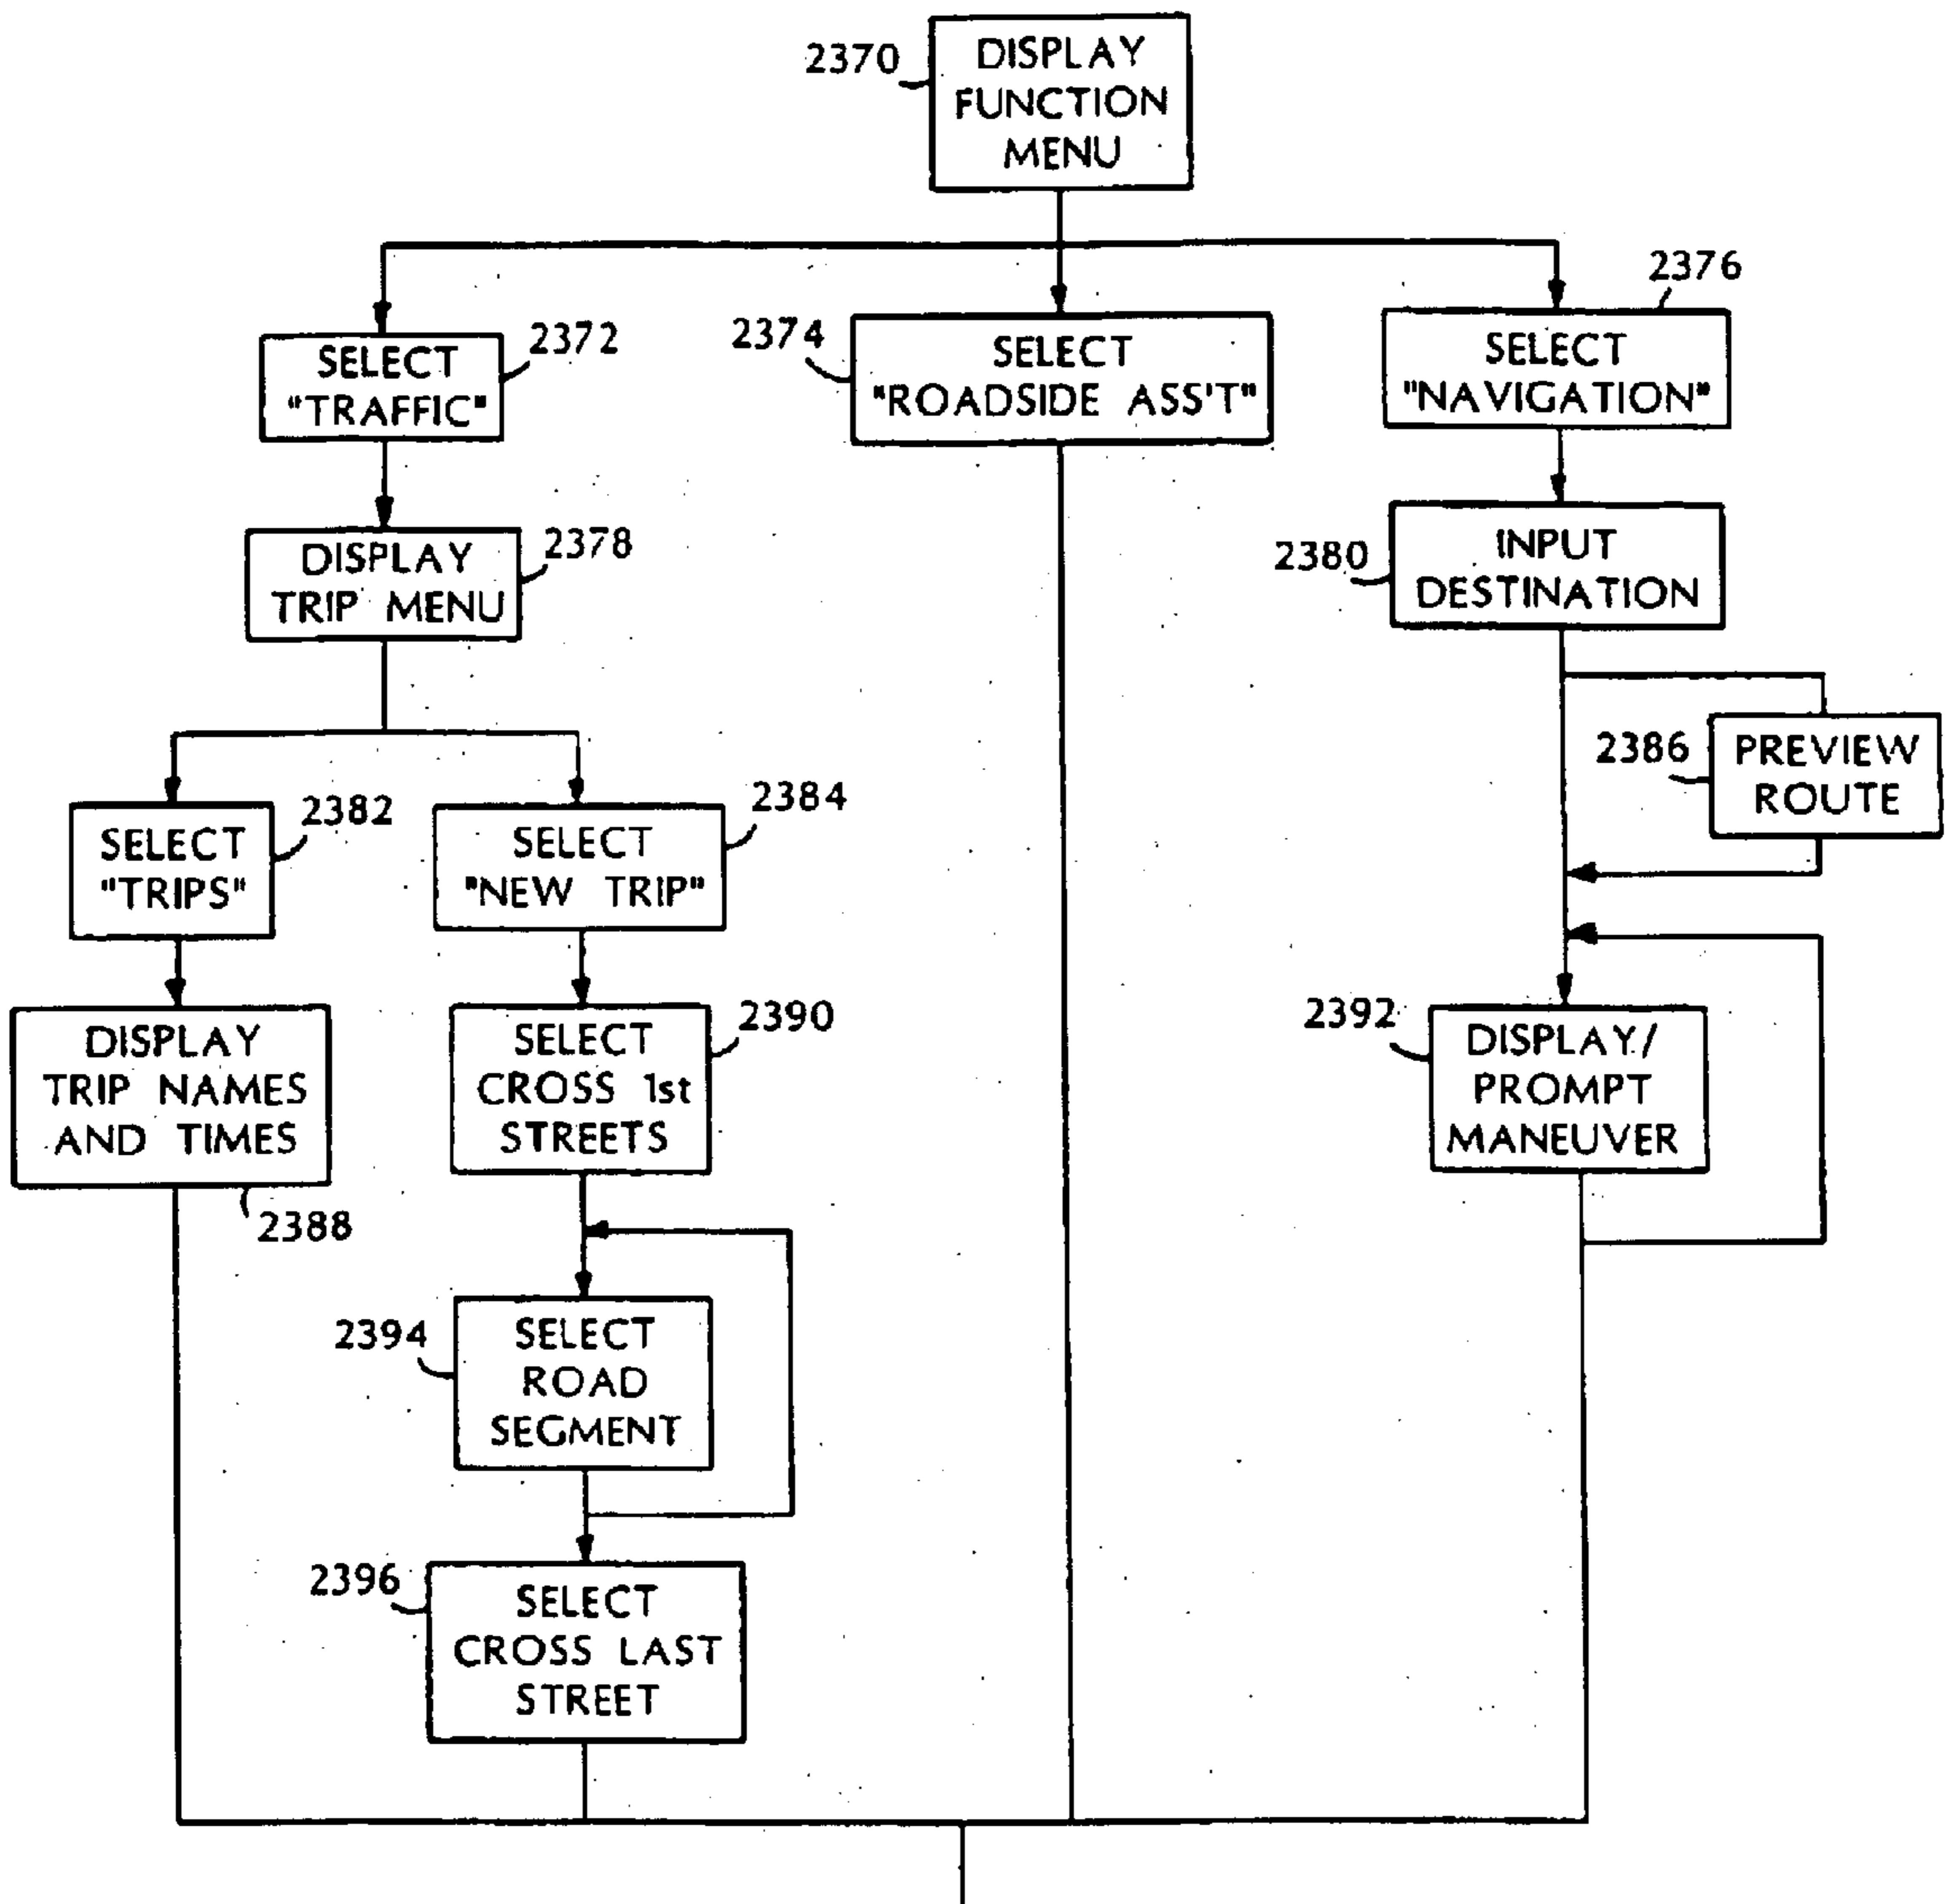 2370
DISPLAY
FUNCTION
MENU
2372
SELECT
"TRAFFIC"
2374
SELECT
"ROADSIDE ASS'T"
2376
SELECT
"NAVIGATION"
DISPLAY
TRIP MENU
2378
2380
INPUT
DESTINATION
2386
PREVIEW
ROUTE
SELECT
"TRIPS"
2382
SELECT
"NEW TRIP"
2384
DISPLAY
TRIP NAMES
AND TIMES
2388
SELECT
CROSS 1st
STREETS
2390
2392
DISPLAY/
PROMPT
MANEUVER
2394
SELECT
ROAD
SEGMENT
2396
SELECT
CROSS LAST
STREET